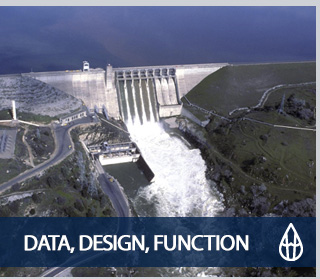 DATA, DESIGN, FUNCTION